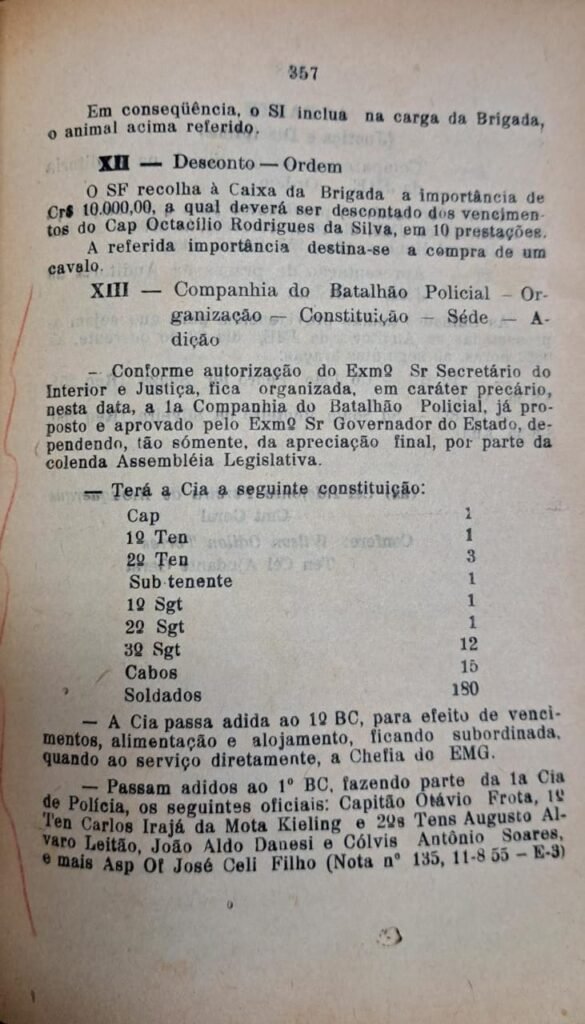 357
Em conseqüência, o SI inclua na carga da Brigada,
o animal acima referido.
XII — Desconto — Ordem
O SF recolha à Caixa da Brigada a importância de
Cr$ 10.000,00, a qual deverá ser descontado dos vencimen-
tos do Cap Octacílio Rodrigues da Silva, em 10 prestações.
A referida importância destina-se a compra de um
cavalo.
XIII — Companhia do Batalhão Policial – Or-
ganização — Constituição — Séde — A-
dição
— Conforme autorização do Exmº Sr Secretário do
Interior e Justiça, fica organizada, em caráter precário,
nesta data, a 1a Companhia do Batalhão Policial, já pro-
posto e aprovado pelo Exmº Sr Governador do Estado, de-
pendendo, tão sómente, da apreciação final, por parte da
colenda Assembléia Legislativa.
— Terá a Cia a seguinte constituição:
Cap 1
1º Ten 1
2º Ten 3
Sub tenente 1
1º Sgt 1
2º Sgt 1
3º Sgt 12
Cabos 15
Soldados 180
— A Cia passa adida ao 1º BC, para efeito de venci-
mentos, alimentação e alojamento, ficando subordinada,
quando ao serviço diretamente, a Chefia do EMG.
— Passam adidos ao 1º BC, fazendo parte da 1a Cia
de Polícia, os seguintes oficiais: Capitão Otávio Frota, 1º
Ten Carlos Irajá da Mota Kieling e 2ºs Tens Augusto Al-
varo Leitão, João Aldo Danesi e Cólvis Antônio Soares,
e mais Asp Of José Celi Filho (Nota nº 135, 11-8 55 – E-3)